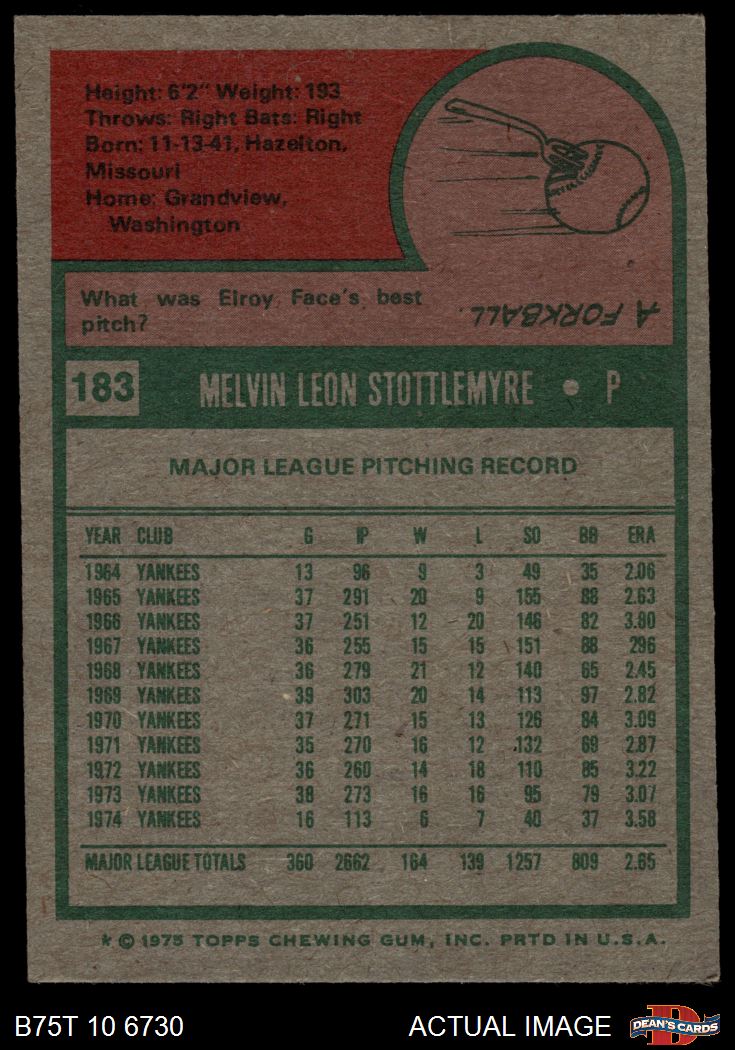 Height: 6'2" Weight: 193
Throws: Right Bats: Right
Born: 11-13-41, Hazelton,
Missouri
Home: Grandview,
Washington
What was Elroy Face's best
pitch?
A FORKBALL.
183 MELVIN LEON STOTTLEMYRE • P
MAJOR LEAGUE PITCHING RECORD
YEAR CLUB G IP W L SO BB ERA
1964 YANKEES 13 96 9 3 49 35 2.06
1965 YANKEES 37 291 20 9 155 88 2.63
1966 YANKEES 37 251 12 20 146 82 3.80
1967 YANKEES 36 255 15 15 151 88 296
1968 YANKEES 36 279 21 12 140 65 2.45
1969 YANKEES 39 303 20 14 113 97 2.82
1970 YANKEES 37 271 15 13 126 84 3.09
1971 YANKEES 35 270 16 12 132 69 2.87
1972 YANKEES 36 260 14 18 110 85 3.22
1973 YANKEES 38 273 16 16 95 79 3.07
1974 YANKEES 16 113 6 7 40 37 3.58
MAJOR LEAGUE TOTALS 360 2662 164 139 1257 809 2.65
* © 1975 TOPPS CHEWING GUM, INC. PRTD IN U.S.A.
B75T 10 6730 ACTUAL IMAGE DEAN'S CARDS